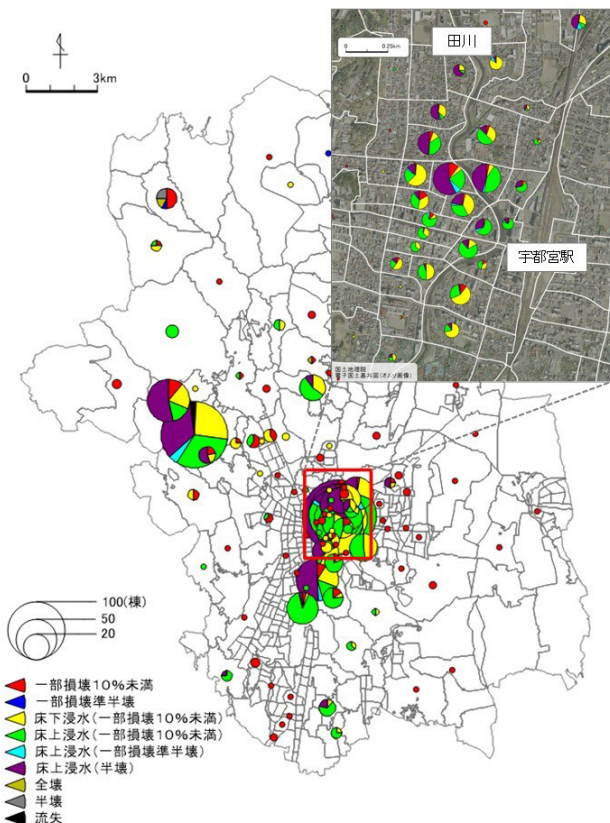 0 3km
0 0.25km
田川
宇都宮駅
国土地理院
電子国土基本図(オルソ画像)
100(棟)
50
20
一部損壊10%未満
一部損壊準半壊
床下浸水(一部損壊10%未満)
床上浸水(一部損壊10%未満)
床上浸水(一部損壊準半壊)
床上浸水(半壊)
全壊
半壊
流失